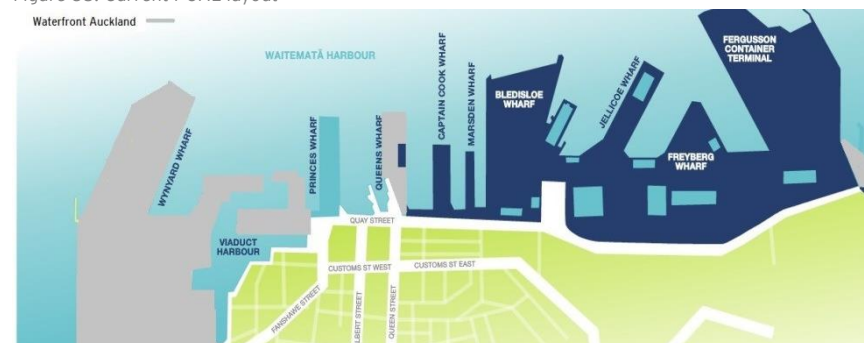 Waterfront Auckland
WAITEMATĀ HARBOUR
FERGUSSON
CONTAINER
TERMINAL
WYNYARD WHARF
PRINCES WHARF
QUEENS WHARF
CAPTAIN COOK WHARF
MARSDEN WHARF
BLEDISLOE
WHARF
JELLICOE WHARF
FREYBERG
WHARF
VIADUCT
HARBOUR
QUAY STREET
CUSTOMS ST WEST
CUSTOMS ST EAST
FANSHAWE STREET
LBERT STREET
QUEEN STREET